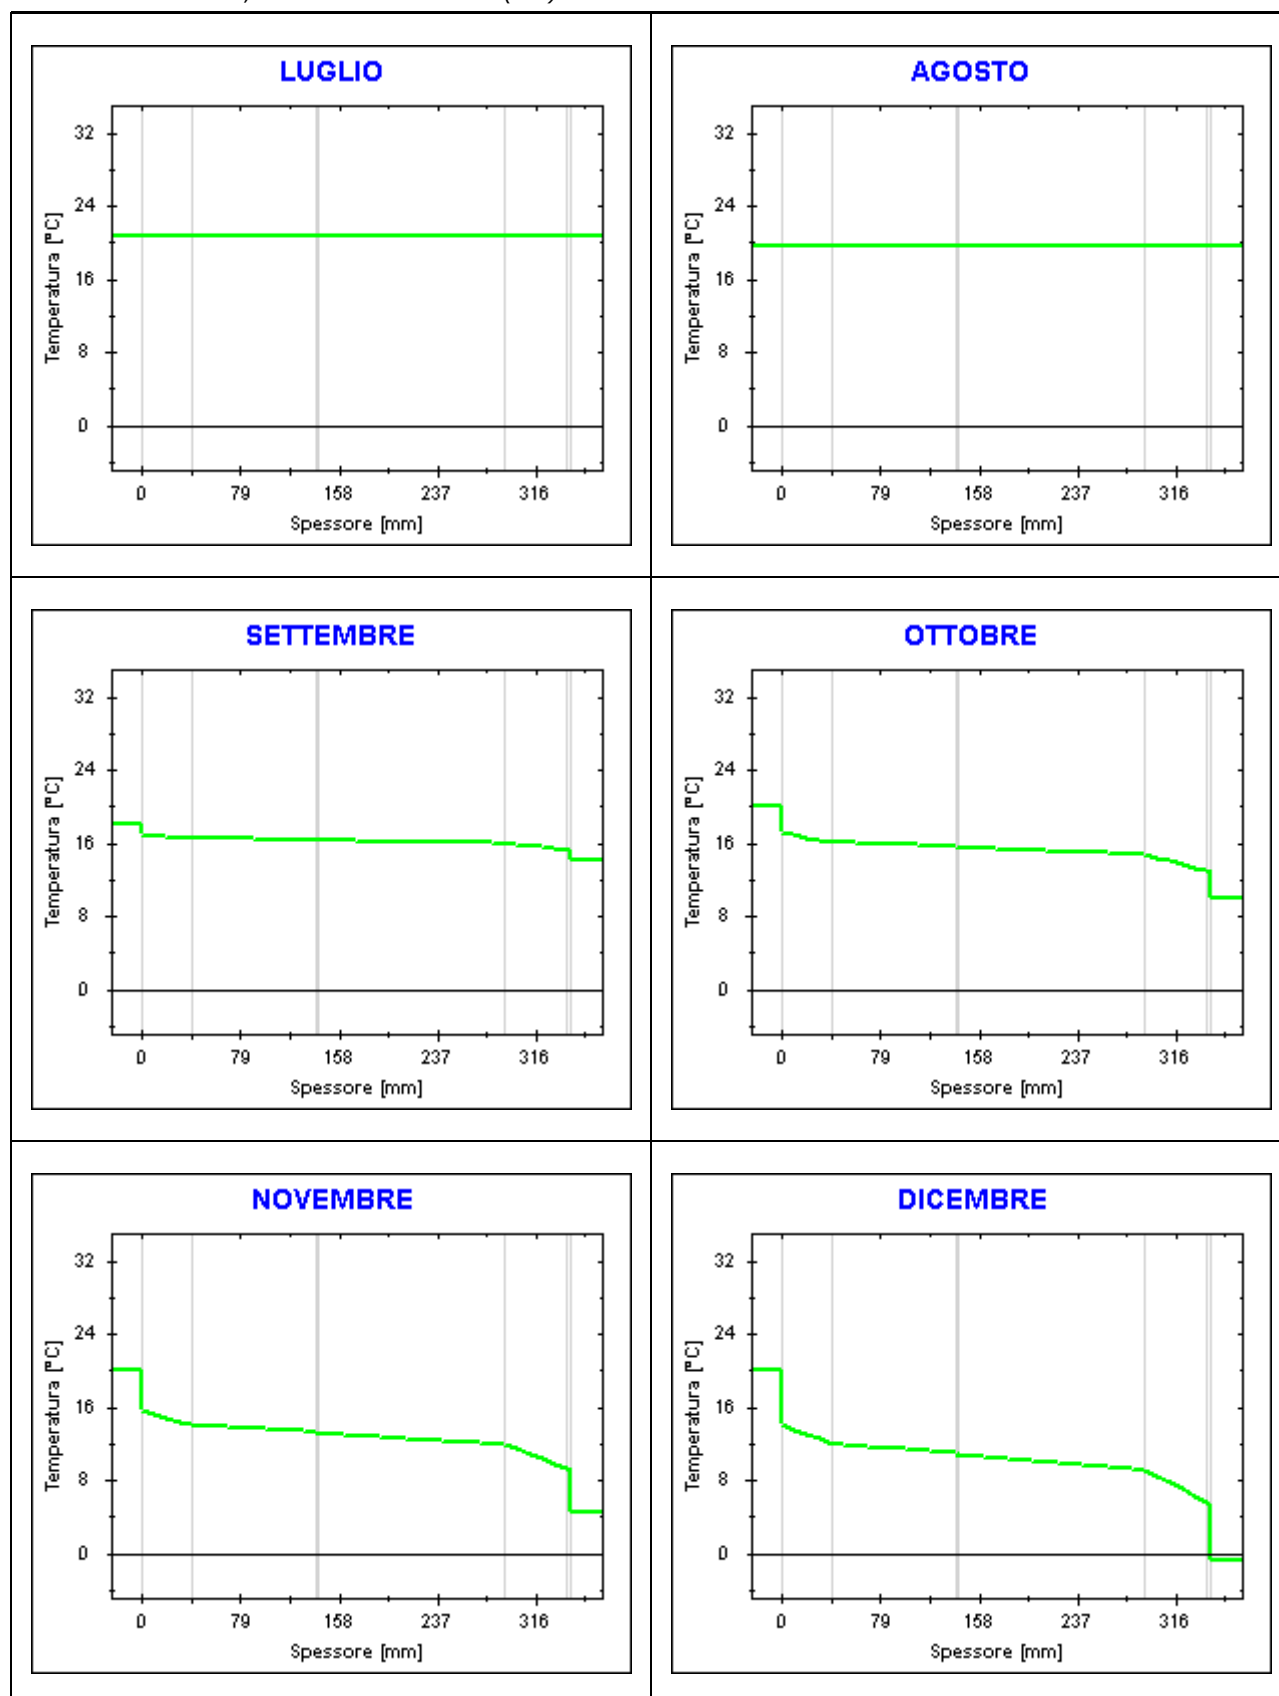 LUGLIO
32
24
16
8
0
Temperatura [°C]
0 79 158 237 316
Spessore [mm]
AGOSTO
32
24
16
8
0
Temperatura [°C]
0 79 158 237 316
Spessore [mm]
SETTEMBRE
32
24
16
8
0
Temperatura [°C]
0 79 158 237 316
Spessore [mm]
OTTOBRE
32
24
16
8
0
Temperatura [°C]
0 79 158 237 316
Spessore [mm]
NOVEMBRE
32
24
16
8
0
Temperatura [°C]
0 79 158 237 316
Spessore [mm]
DICEMBRE
32
24
16
8
0
Temperatura [°C]
0 79 158 237 316
Spessore [mm]